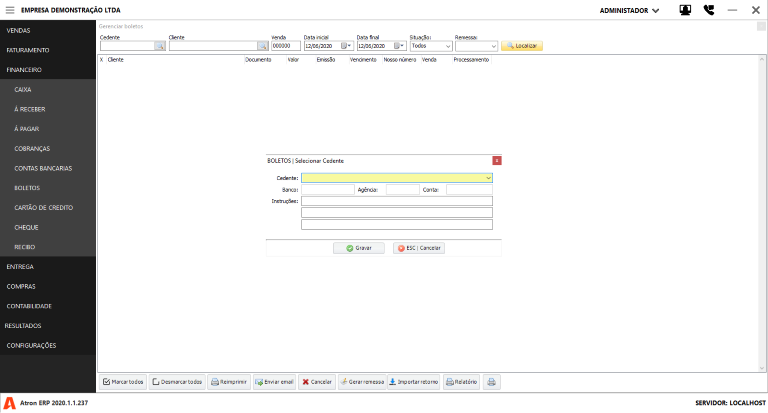 EMPRESA DEMONSTRAÇÃO LTDA
ADMINISTADOR
VENDAS
FATURAMENTO
FINANCEIRO
CAIXA
Á RECEBER
Á PAGAR
COBRANÇAS
CONTAS BANCARIAS
BOLETOS
CARTÃO DE CREDITO
CHEQUE
RECIBO
ENTREGA
COMPRAS
CONTABILIDADE
RESULTADOS
CONFIGURAÇÕES
Gerenciar boletos
Cedente Cliente Venda Data inicial Data final Situação: Remessa:
000000 12/06/2020 12/06/2020 Todos Localizar
X Cliente Documento Valor Emissão Vencimento Nosso número Venda Processamento
BOLETOS | Selecionar Cedente
x
Cedente:
Banco: Agência: Conta:
Instruções:
Gravar ESC | Cancelar
Marcar todos Desmarcar todos Reimprimir Enviar email Cancelar Gerar remessa Importar retorno Relatório
Atron ERP 2020.1.1.237
SERVIDOR: LOCALHOST